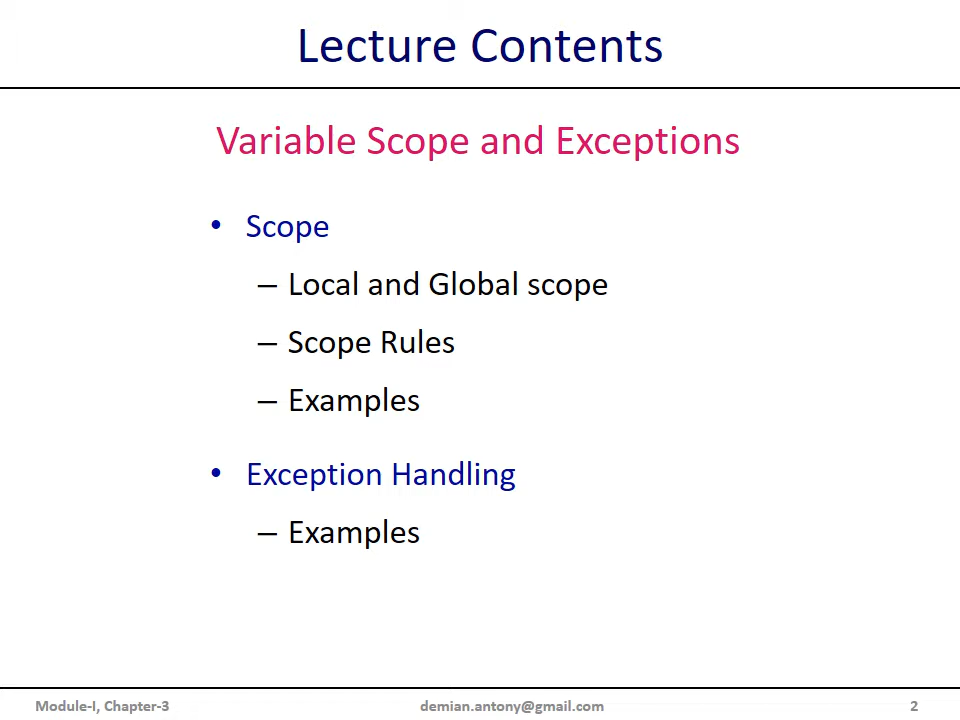 Lecture Contents
Variable Scope and Exceptions
• Scope
– Local and Global scope
– Scope Rules
– Examples
• Exception Handling
– Examples
Module-I, Chapter-3 demian.antony@gmail.com 2